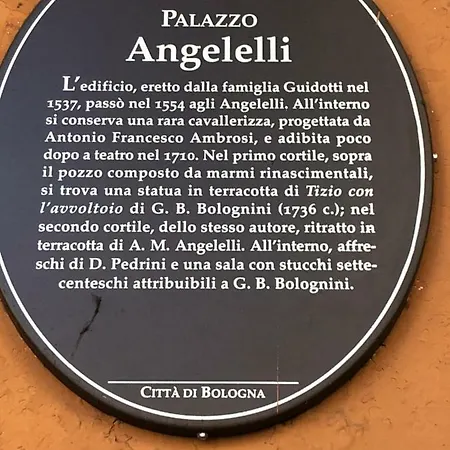 PALAZZO
Angelelli
L'edificio, eretto dalla famiglia Guidotti nel
1537, passò nel 1554 agli Angelelli. All'interno
si conserva una rara cavallerizza, progettata da
Antonio Francesco Ambrosi, e adibita poco
dopo a teatro nel 1710. Nel primo cortile, sopra
il pozzo composto da marmi rinascimentali,
si trova una statua in terracotta di Tizio con
l'avvoltoio di G. B. Bolognini (1736 c.); nel
secondo cortile, dello stesso autore, ritratto in
terracotta di A. M. Angelelli. All'interno, affre-
schi di D. Pedrini e una sala con stucchi sette-
centeschi attribuibili a G. B. Bolognini.
CITTÀ DI BOLOGNA